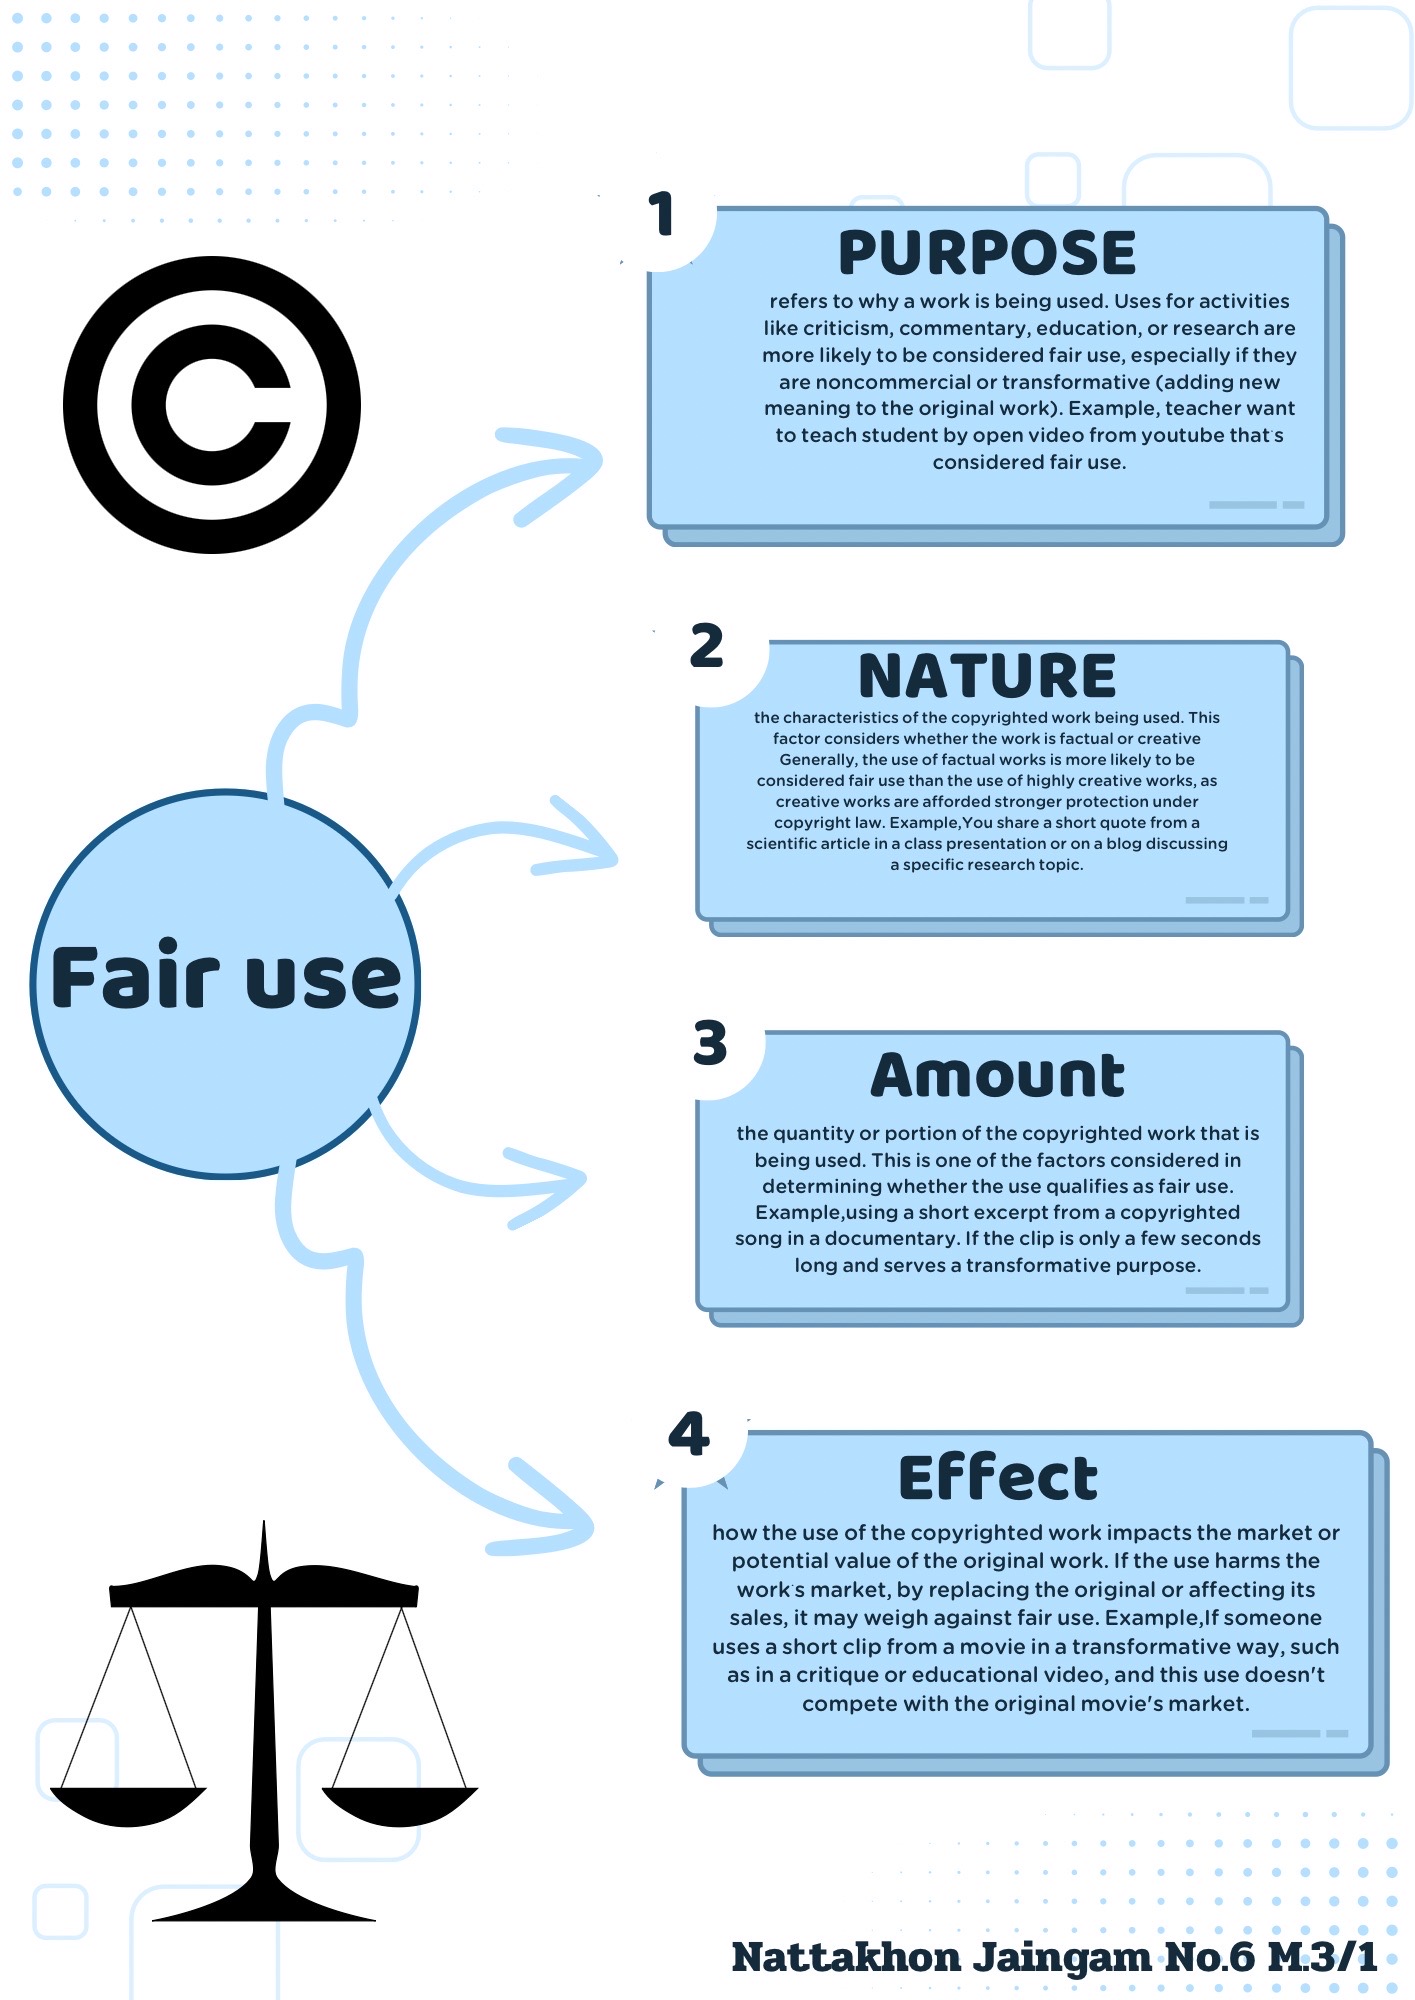 1
PURPOSE
refers to why a work is being used. Uses for activities
like criticism, commentary, education, or research are
more likely to be considered fair use, especially if they
are noncommercial or transformative (adding new
meaning to the original work). Example, teacher want
to teach student by open video from youtube that's
considered fair use.
2
NATURE
the characteristics of the copyrighted work being used. This
factor considers whether the work is factual or creative
Generally, the use of factual works is more likely to be
considered fair use than the use of highly creative works, as
creative works are afforded stronger protection under
copyright law. Example,You share a short quote from a
scientific article in a class presentation or on a blog discussing
a specific research topic.
Fair use
3
Amount
the quantity or portion of the copyrighted work that is
being used. This is one of the factors considered in
determining whether the use qualifies as fair use.
Example,using a short excerpt from a copyrighted
song in a documentary. If the clip is only a few seconds
long and serves a transformative purpose.
4
Effect
how the use of the copyrighted work impacts the market or
potential value of the original work. If the use harms the
work's market, by replacing the original or affecting its
sales, it may weigh against fair use. Example,If someone
uses a short clip from a movie in a transformative way, such
as in a critique or educational video, and this use doesn't
compete with the original movie's market.
Nattakhon Jaingam No.6 M.3/1